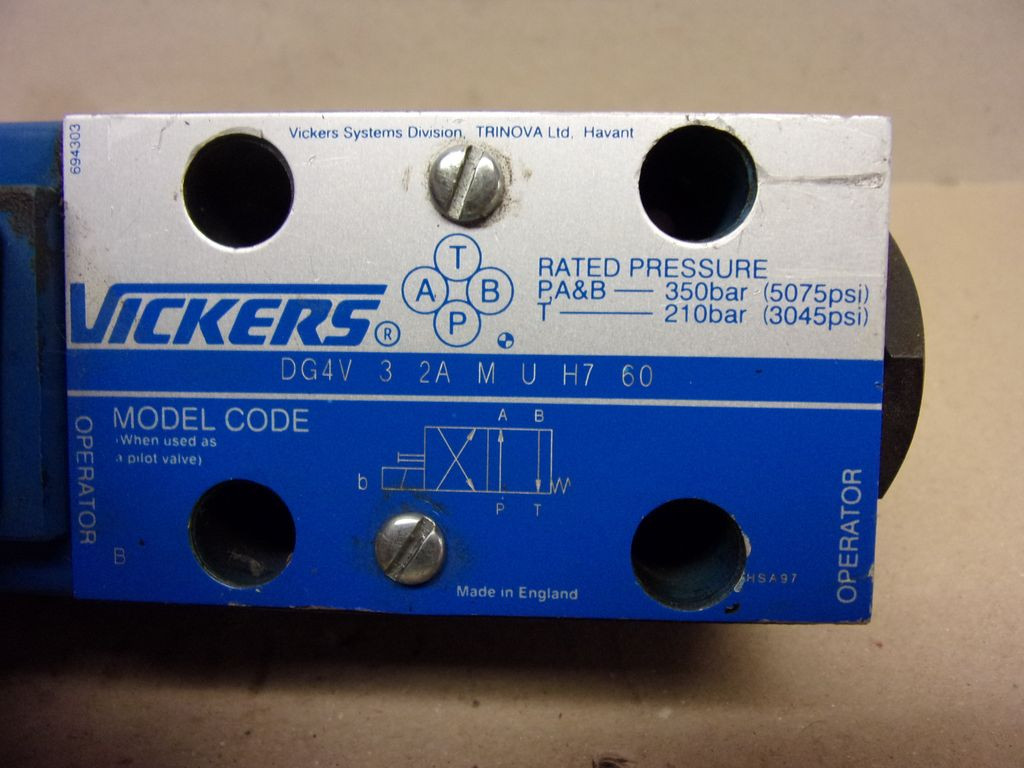 694303
Vickers Systems Division, TRINOVA Ltd, Havant
T
A B
P
VICKERS ®
RATED PRESSURE
P,A&B — 350bar (5075psi)
T — 210bar (3045psi)
DG4V 3 2A M U H7 60
MODEL CODE
(When used as
a pilot valve)
OPERATOR
B
A B
b
P T
Made in England
HSA97
OPERATOR